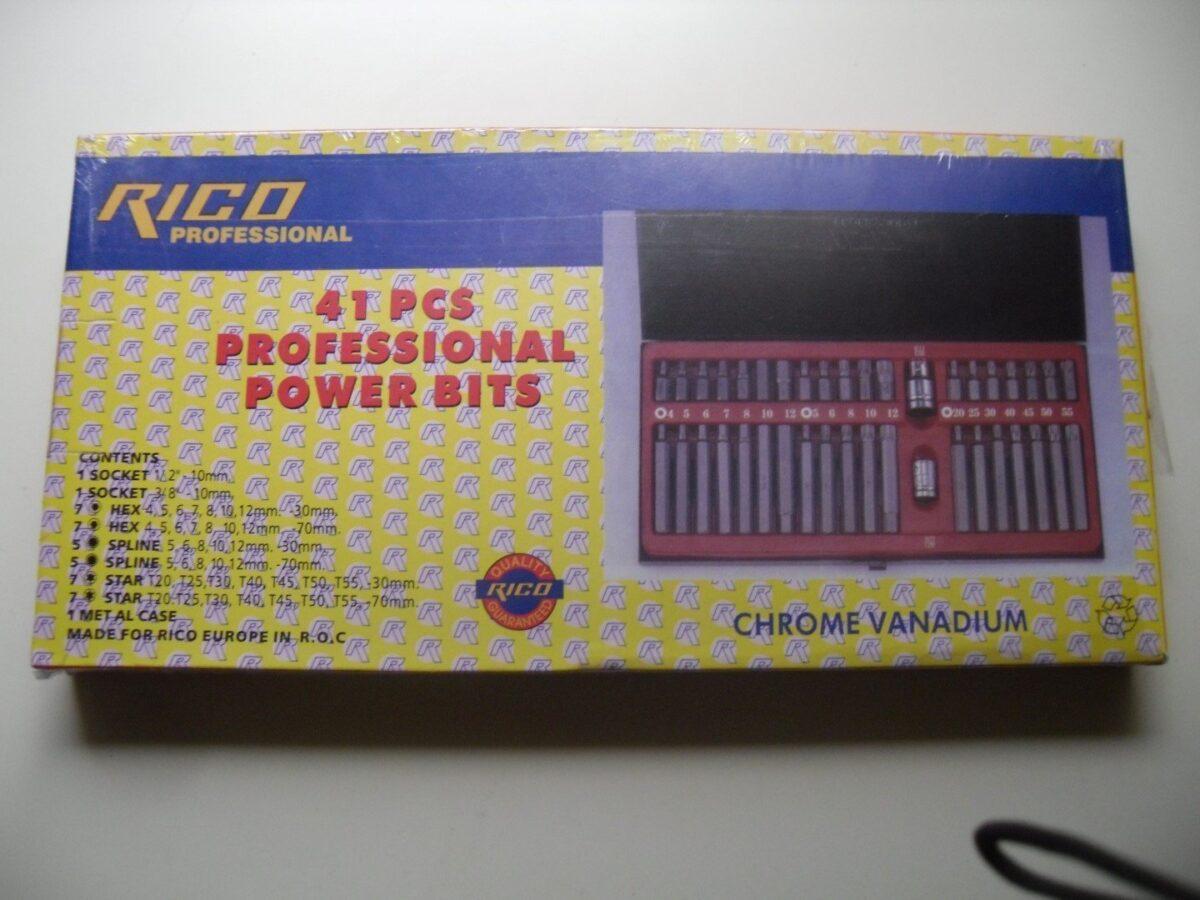 RICO
PROFESSIONAL
41 PCS
PROFESSIONAL
POWER BITS
CONTENTS
1 SOCKET 1/2" -10mm,
1 SOCKET 3/8" -10mm,
7 HEX 4, 5, 6, 7, 8, 10, 12mm. -30mm,
7 HEX 4, 5, 6, 7, 8, 10, 12mm. -70mm.
5 SPLINE 5, 6, 8, 10, 12mm. -30mm.
5 SPLINE 5, 6, 8, 10, 12mm. -70mm.
7 STAR T20, T25, T30, T40, T45, T50, T55, -30mm.
7 STAR T20, T25, T30, T40, T45, T50, T55, -70mm.
1 METAL CASE
MADE FOR RICO EUROPE IN R.O.C
QUALITY
RICO
GUARANTEED
4 5 6 7 8 10 12 5 6 8 10 12 20 25 30 40 45 50 55
CHROME VANADIUM